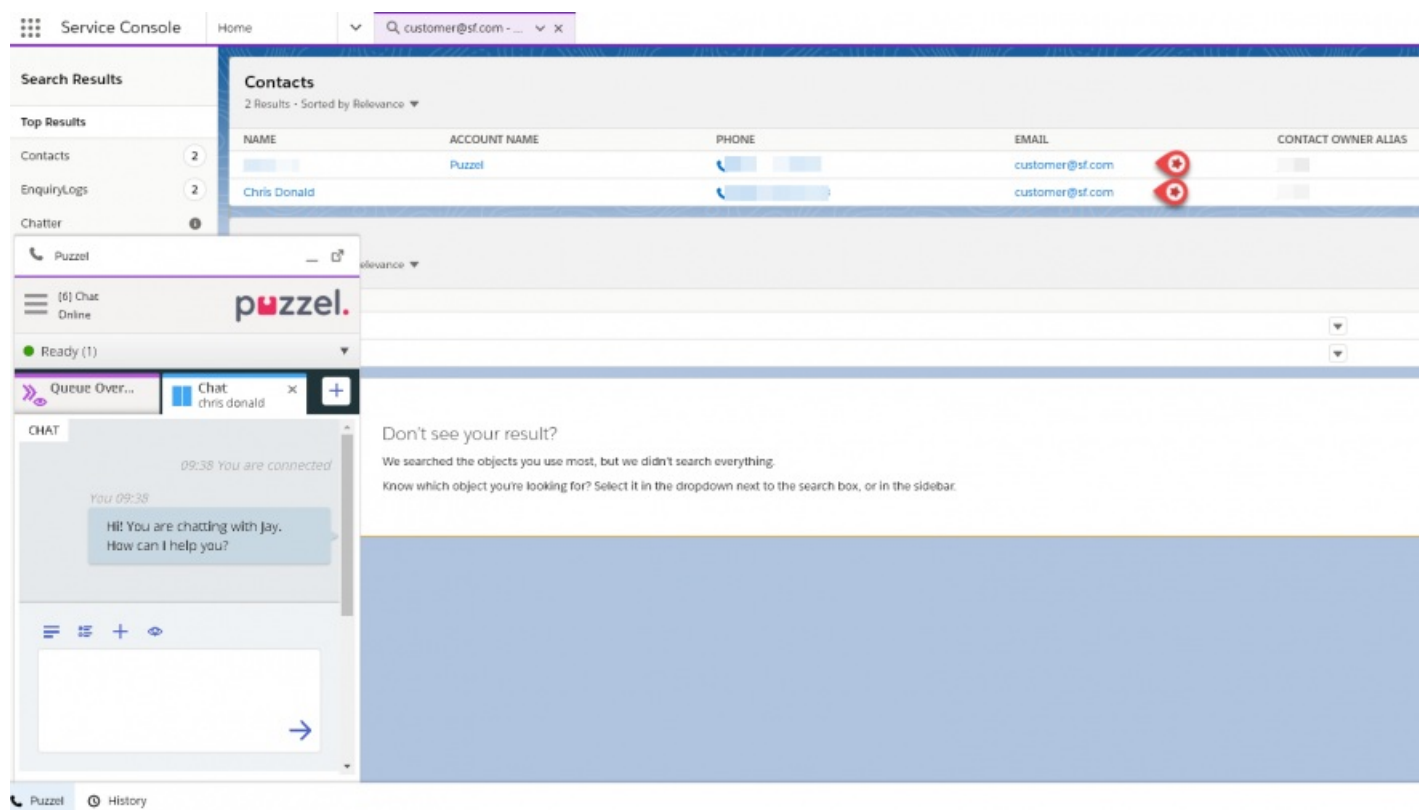 Service Console
Home
customer@sf.com - ...
Search Results
Top Results
Contacts 2
EnquiryLogs 2
Chatter
Contacts
2 Results • Sorted by Relevance
NAME ACCOUNT NAME PHONE EMAIL CONTACT OWNER ALIAS
Puzzel customer@sf.com
Chris Donald customer@sf.com
elevance
Puzzel
[6] Chat
Online
puzzel.
Ready (1)
Queue Over...
Chat
chris donald
CHAT
09:38 You are connected
You 09:38
Hi! You are chatting with Jay.
How can I help you?
Don't see your result?
We searched the objects you use most, but we didn't search everything.
Know which object you're looking for? Select it in the dropdown next to the search box, or in the sidebar.
Puzzel
History